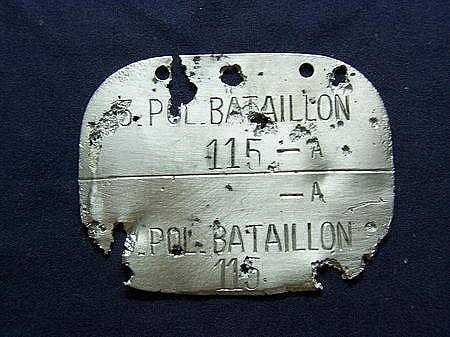 3. POL. BATAILLON
115 – A
– A
. POL. BATAILLON
115.